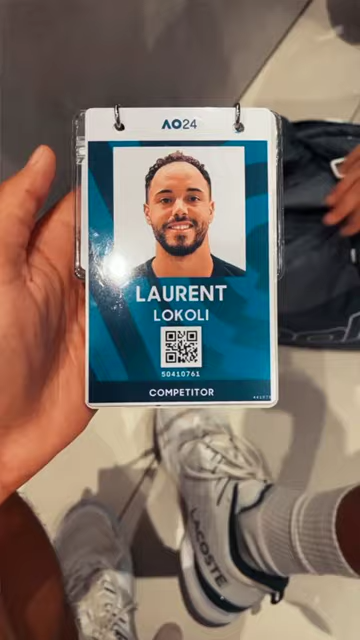 AO24
LAURENT
LOKOLI
50410761
COMPETITOR
LACOSTE